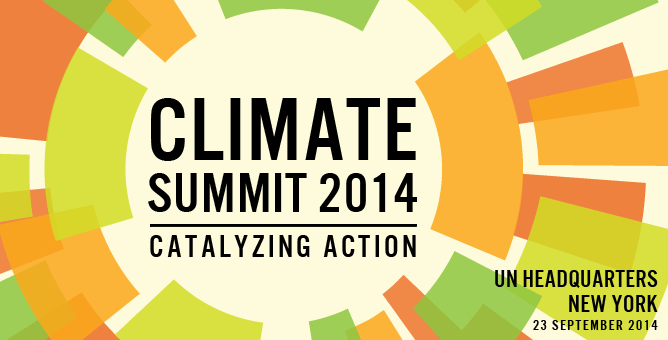 CLIMATE
SUMMIT 2014
CATALYZING ACTION
UN HEADQUARTERS
NEW YORK
23 SEPTEMBER 2014